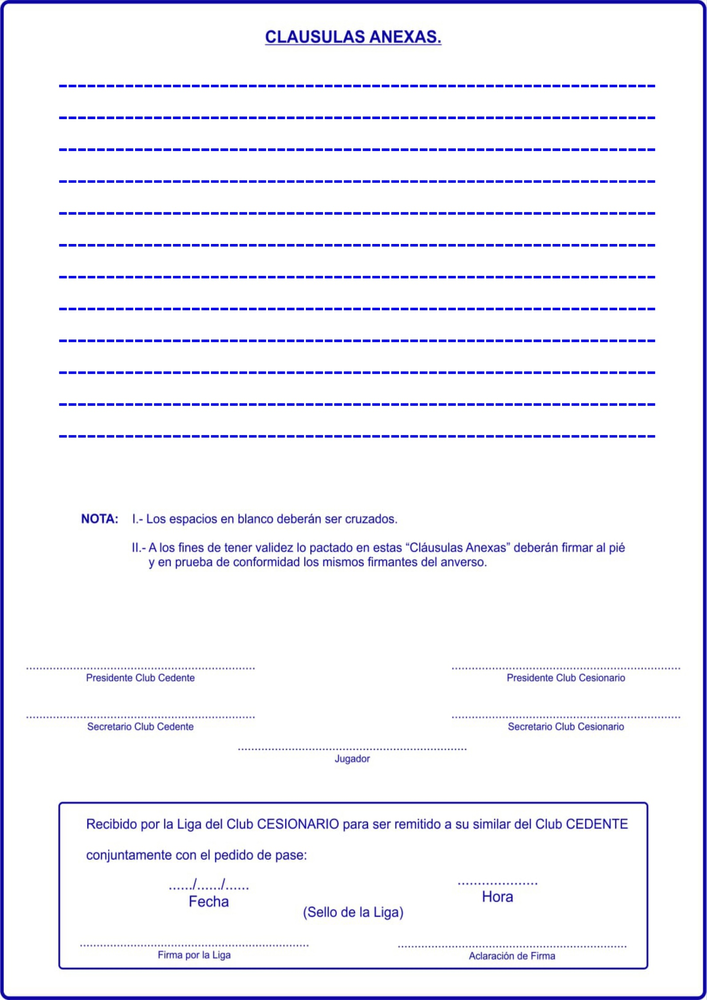 CLAUSULAS ANEXAS.
NOTA: I.- Los espacios en blanco deberán ser cruzados.
II.- A los fines de tener validez lo pactado en estas “Cláusulas Anexas” deberán firmar al pié
y en prueba de conformidad los mismos firmantes del anverso.
Presidente Club Cedente
Presidente Club Cesionario
Secretario Club Cedente
Secretario Club Cesionario
Jugador
Recibido por la Liga del Club CESIONARIO para ser remitido a su similar del Club CEDENTE
conjuntamente con el pedido de pase:
....../....../......
Fecha
Hora
(Sello de la Liga)
Firma por la Liga
Aclaración de Firma